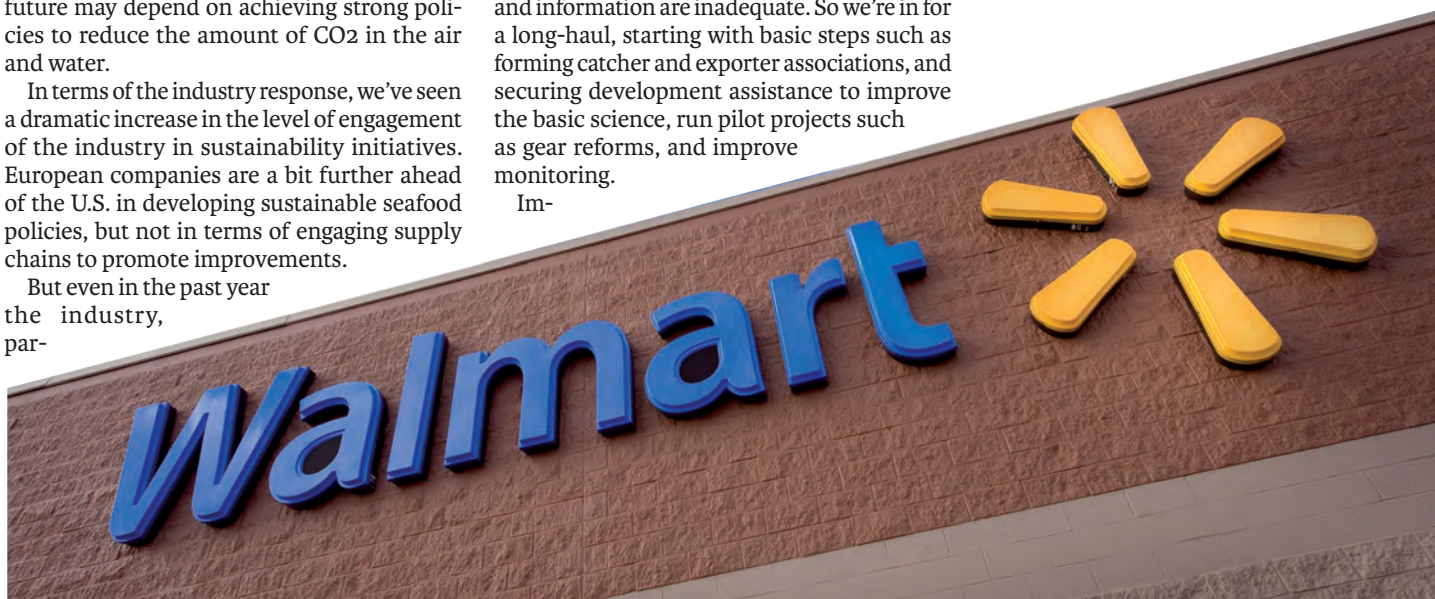 future may depend on achieving strong poli-
cies to reduce the amount of CO2 in the air
and water.
In terms of the industry response, we've seen
a dramatic increase in the level of engagement
of the industry in sustainability initiatives.
European companies are a bit further ahead
of the U.S. in developing sustainable seafood
policies, but not in terms of engaging supply
chains to promote improvements.
But even in the past year
the industry,
par-
and information are inadequate. So we're in for
a long-haul, starting with basic steps such as
forming catcher and exporter associations, and
securing development assistance to improve
the basic science, run pilot projects such
as gear reforms, and improve
monitoring.
Im-
Walmart